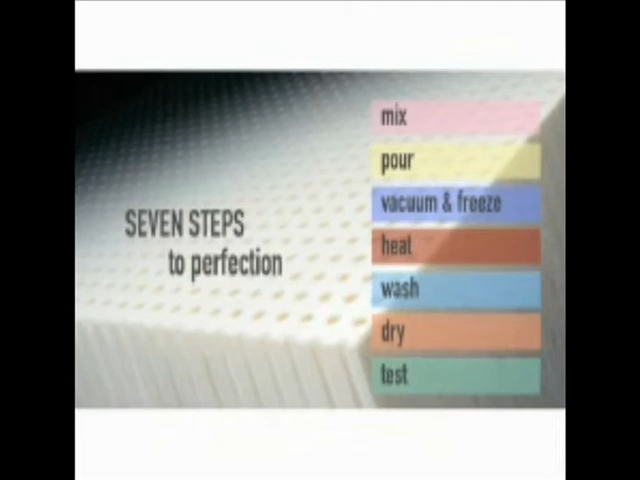 SEVEN STEPS
to perfection
mix
pour
vacuum & freeze
heat
wash
dry
test